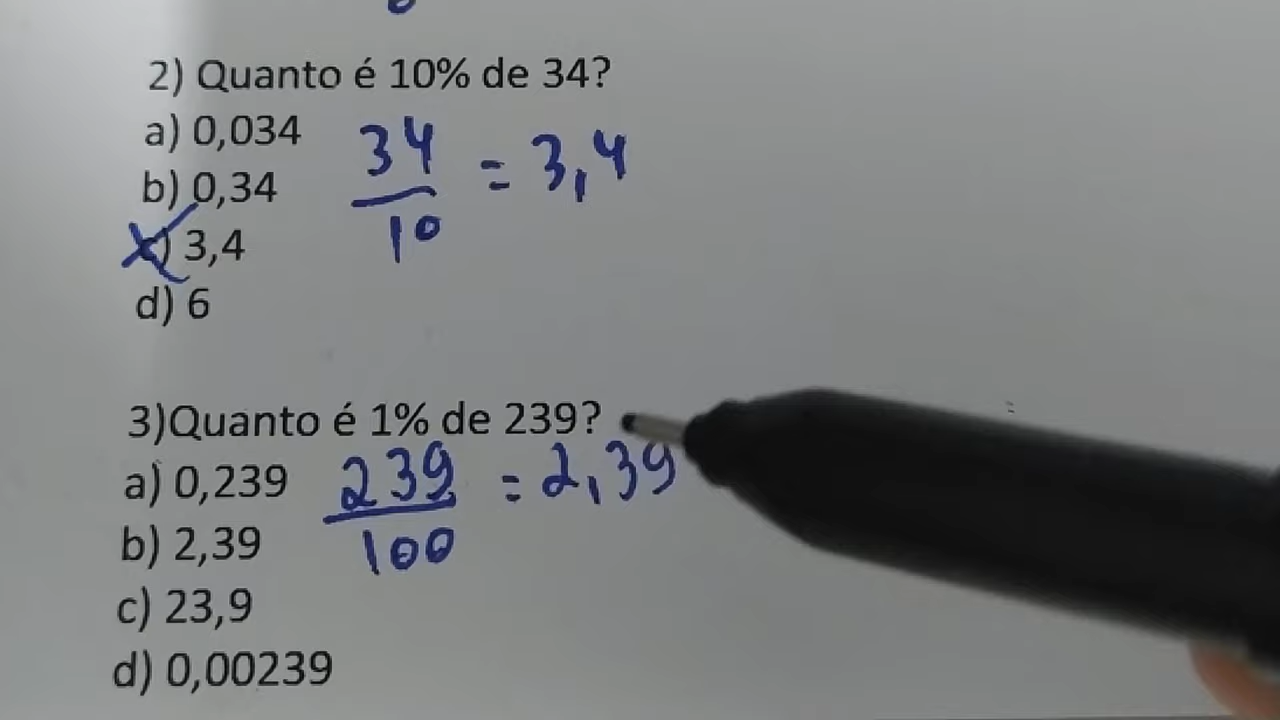 2) Quanto é 10% de 34?
a) 0,034
b) 0,34
c) 3,4
d) 6
34
10
= 3,4
3)Quanto é 1% de 239?
a) 0,239
b) 2,39
c) 23,9
d) 0,00239
239
100
= 2,39